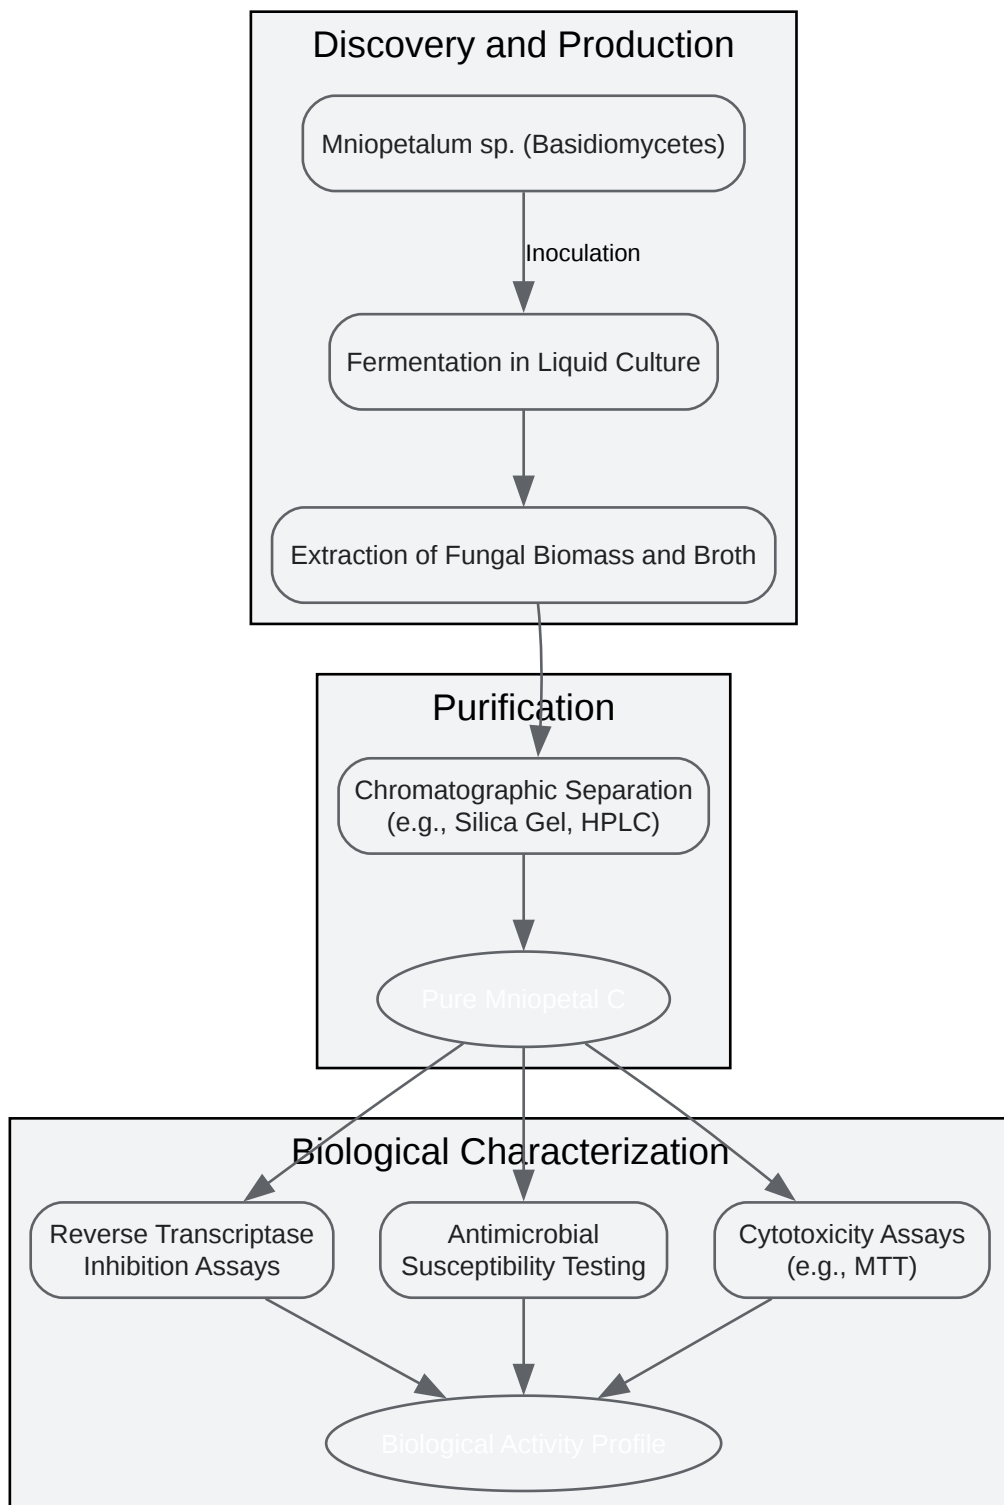 Discovery and Production
Mniopetalum sp. (Basidiomycetes)
Inoculation
Fermentation in Liquid Culture
Extraction of Fungal Biomass and Broth
Purification
Chromatographic Separation
(e.g., Silica Gel, HPLC)
Pure Mniopetal C
Biological Characterization
Reverse Transcriptase
Inhibition Assays
Antimicrobial
Susceptibility Testing
Cytotoxicity Assays
(e.g., MTT)
Biological Activity Profile